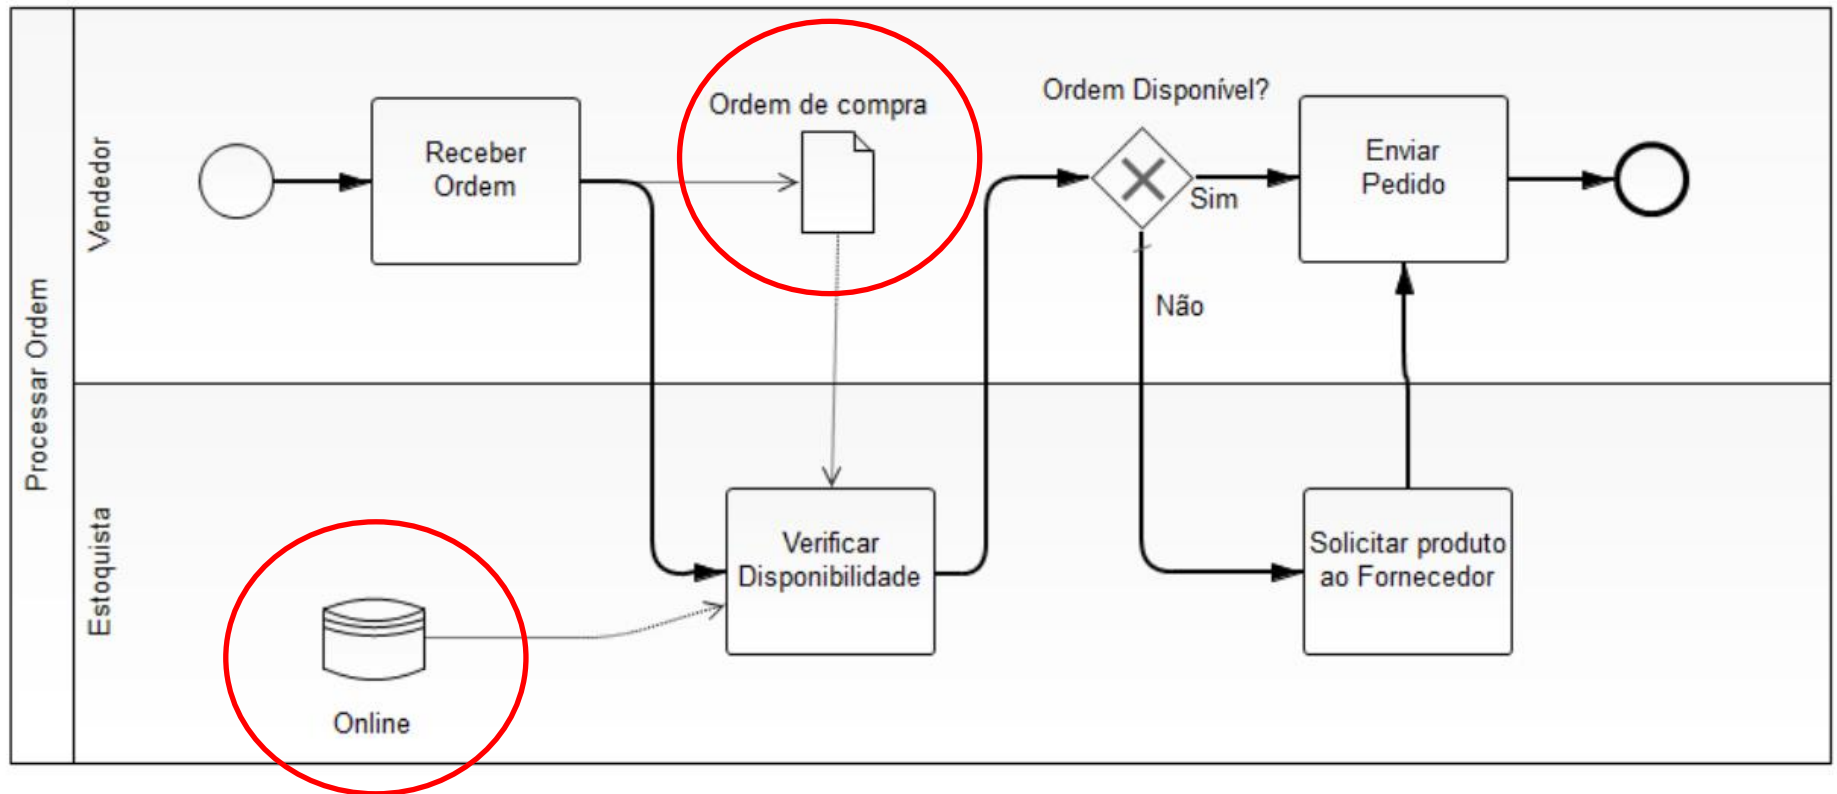 Processar Ordem
Vendedor
Receber
Ordem
Ordem de compra
Ordem Disponível?
Sim
Não
Enviar
Pedido
Estoquista
Online
Verificar
Disponibilidade
Solicitar produto
ao Fornecedor